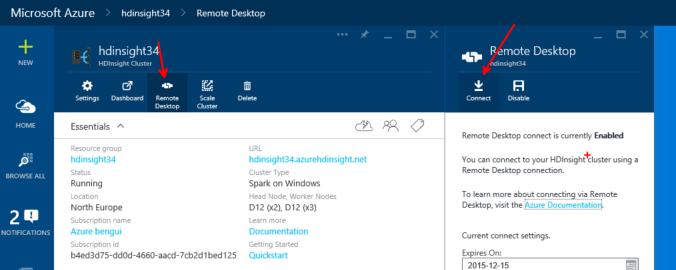 Microsoft Azure > hdinsight34 > Remote Desktop
NEW
HOME
BROWSE ALL
2
NOTIFICATIONS
hdinsight34
HDInsight Cluster
Settings
Dashboard
Remote
Desktop
Scale
Cluster
Delete
Essentials
Resource group
hdinsight34
Status
Running
Location
North Europe
Subscription name
Azure bengui
Subscription id
b4ed3d75-dd0d-4660-aacd-7cb2d1bed125
URL
hdinsight34.azurehdinsight.net
Cluster Type
Spark on Windows
Head Node, Worker Nodes
D12 (x2), D12 (x3)
Learn more
Documentation
Getting Started
Quickstart
Remote Desktop
hdinsight34
Connect
Disable
Remote Desktop connect is currently Enabled
You can connect to your HDInsight cluster using a
Remote Desktop connection.
To learn more about connecting via Remote
Desktop, visit the Azure Documentation.
Current connect settings.
Expires On:
2015-12-15